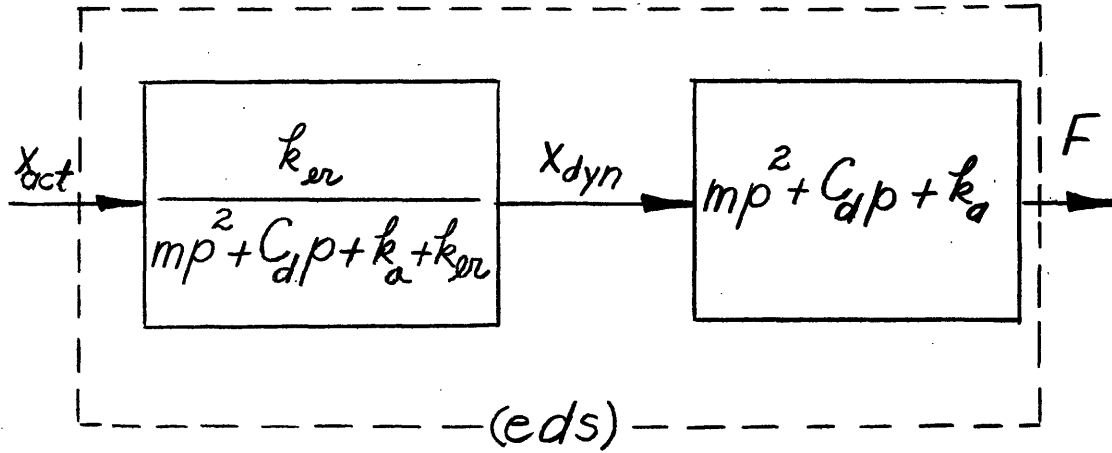 x_act
k_er
mp^2 + C_d p + k_a + k_er
x_dyn
mp^2 + C_d p + k_a
F
(eds)